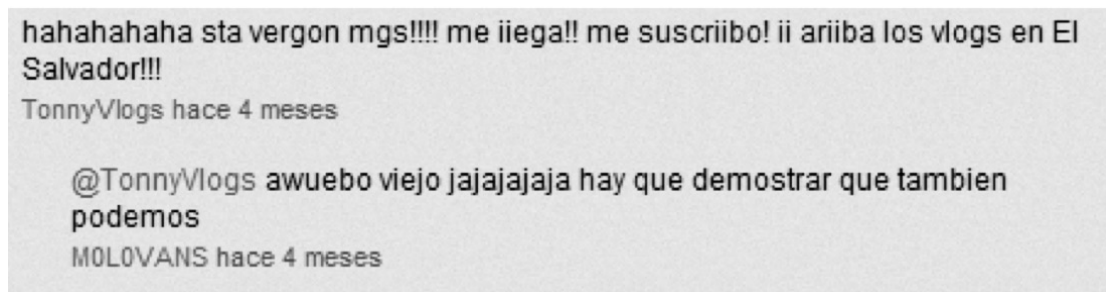 hahahahaha sta vergon mgs!!!! me iiega!! me suscriibo! ii ariiba los vlogs en El
Salvador!!!
TonnyVlogs hace 4 meses
@TonnyVlogs awuebo viejo jajajajaja hay que demostrar que tambien
podemos
M0L0VANS hace 4 meses